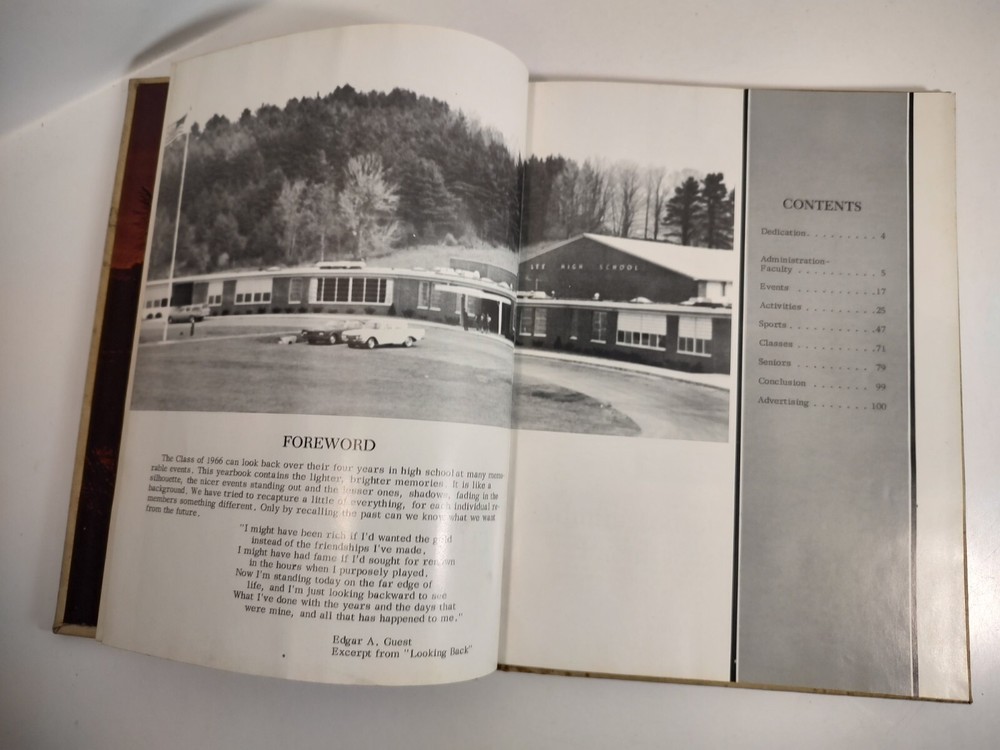 LEE HIGH SCHOOL
FOREWORD
The Class of 1966 can look back over their four years in high school at many memo-
rable events. This yearbook contains the lighter, brighter memories. It is like a
silhouette, the nicer events standing out and the lesser ones, shadows, fading in the
background. We have tried to recapture a little of everything, for each individual re-
members something different. Only by recalling the past can we know what we want
from the future.
"I might have been rich if I'd wanted the gold
instead of the friendships I've made.
I might have had fame if I'd sought for renown
in the hours when I purposely played.
Now I'm standing today on the far edge of
life, and I'm just looking backward to see
What I've done with the years and the days that
were mine, and all that has happened to me."
Edgar A. Guest
Excerpt from "Looking Back"
CONTENTS
Dedication. . . . . . . . . 4
Administration-
Faculty . . . . . . . . . 5
Events . . . . . . . . . .17
Activities . . . . . . . . .25
Sports . . . . . . . . . .47
Classes . . . . . . . . . .71
Seniors . . . . . . . . . 79
Conclusion . . . . . . . 99
Advertising . . . . . . . 100